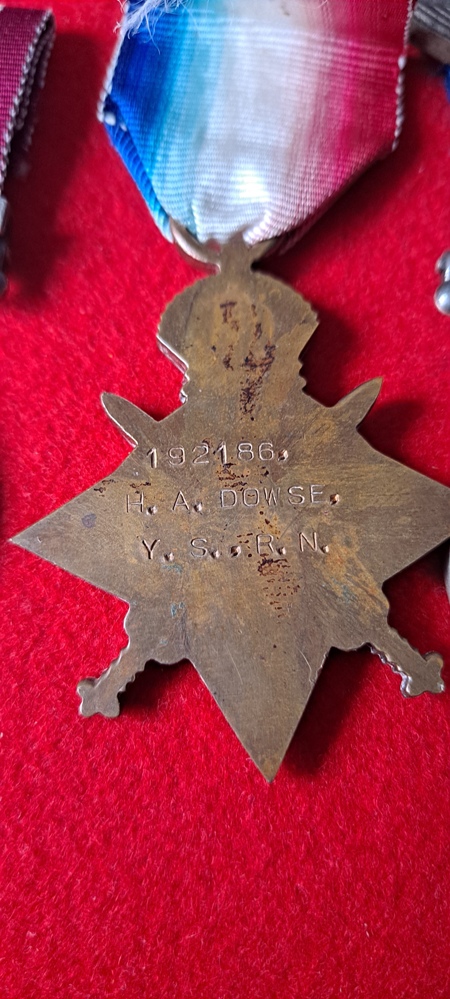 192186,
H. A. DOWSE,
Y. S., R. N.